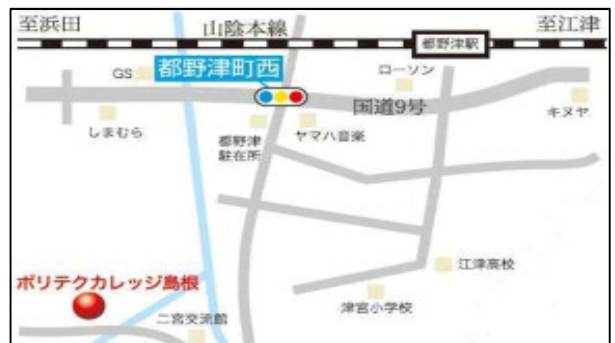 至浜田
山陰本線
至江津
都野津駅
GS
都野津町西
ローソン
国道9号
キヌヤ
しまむら
都野津
駐在所
ヤマハ音楽
江津高校
ポリテクカレッジ島根
津宮小学校
二宮交流館